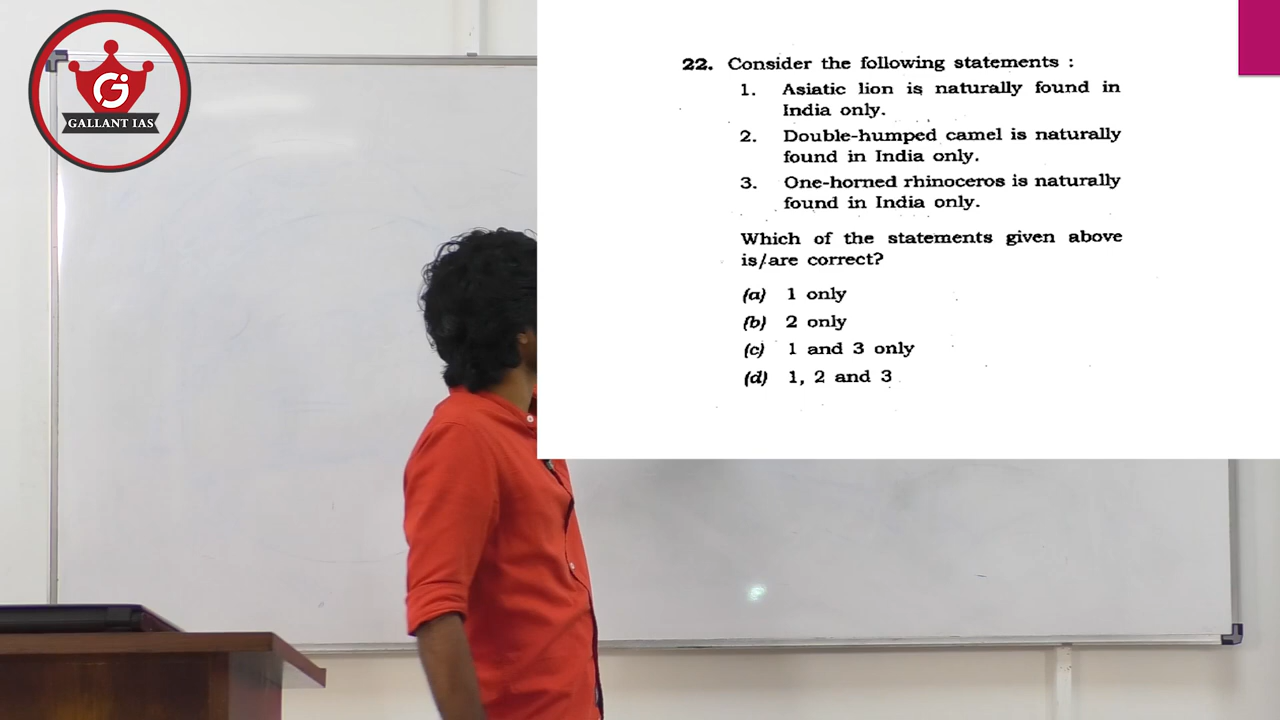 GALLANT IAS
22. Consider the following statements :
1. Asiatic lion is naturally found in
India only.
2. Double-humped camel is naturally
found in India only.
3. One-horned rhinoceros is naturally
found in India only.
Which of the statements given above
is/are correct?
(a) 1 only
(b) 2 only
(c) 1 and 3 only
(d) 1, 2 and 3